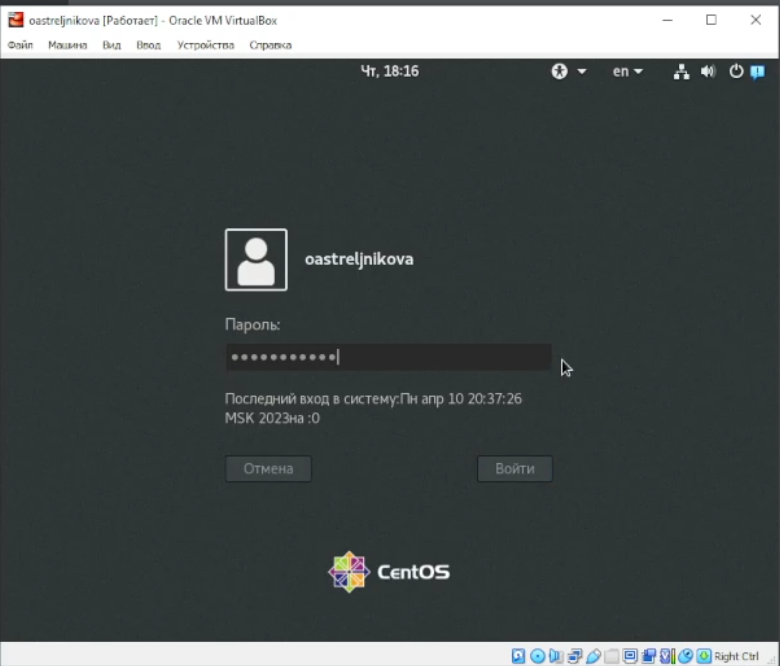 oastreljnikova [Работает] - Oracle VM VirtualBox
Файл Машина Вид Ввод Устройства Справка
Чт, 18:16 en
oastreljnikova
Пароль:
Последний вход в систему:Пн апр 10 20:37:26
MSK 2023на :0
Отмена Войти
CentOS
Right Ctrl